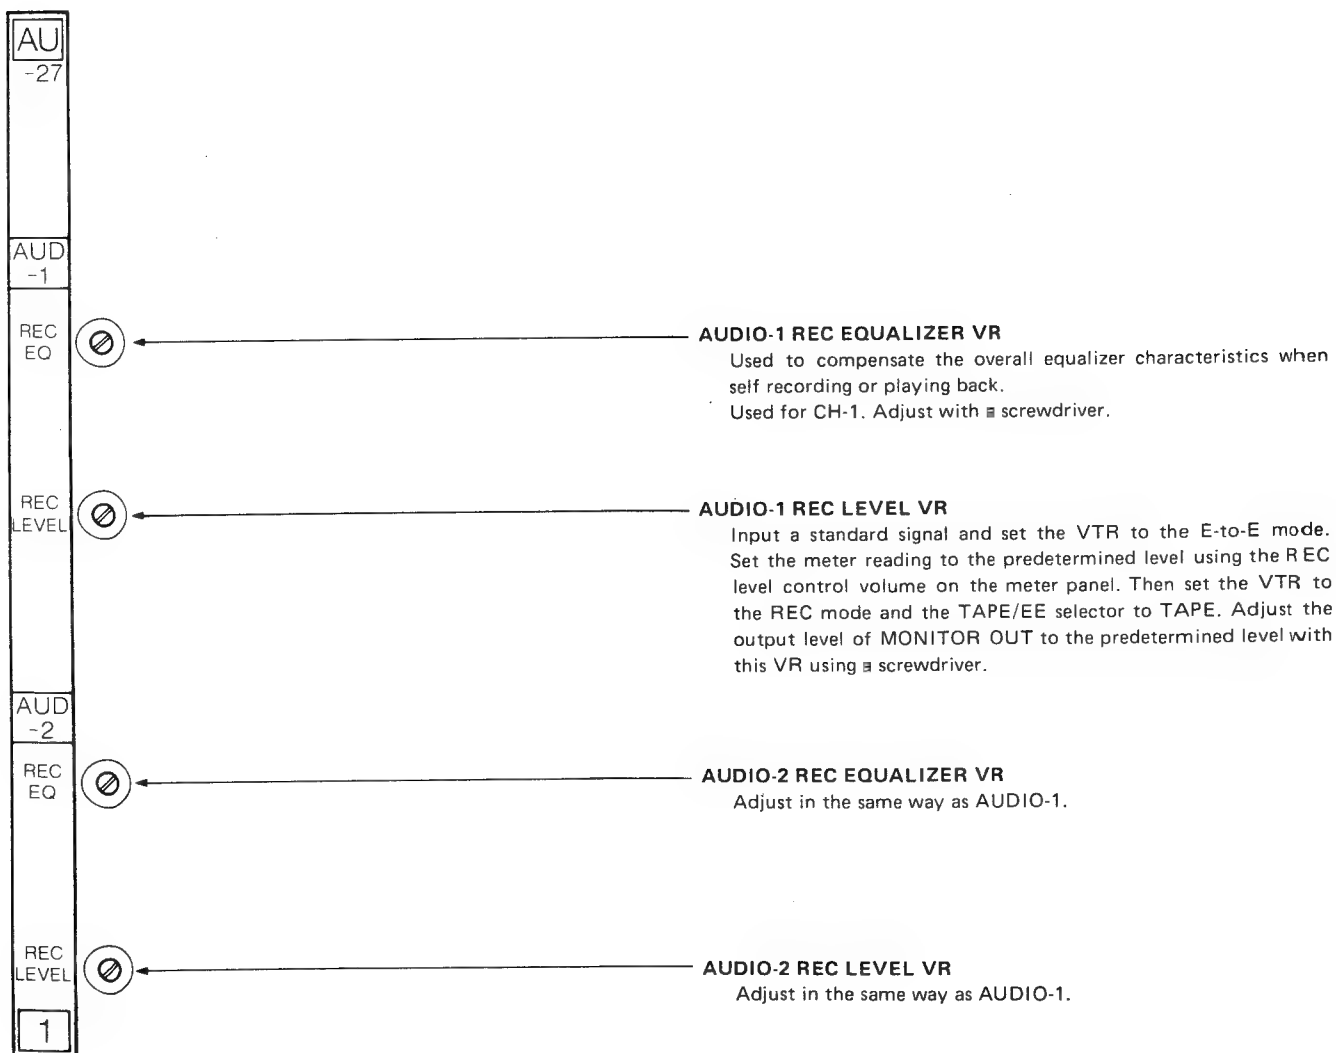 AU
-27
AUD
-1
REC
EQ
AUDIO-1 REC EQUALIZER VR
Used to compensate the overall equalizer characteristics when
self recording or playing back.
Used for CH-1. Adjust with a screwdriver.
REC
LEVEL
AUDIO-1 REC LEVEL VR
Input a standard signal and set the VTR to the E-to-E mode.
Set the meter reading to the predetermined level using the REC
level control volume on the meter panel. Then set the VTR to
the REC mode and the TAPE/EE selector to TAPE. Adjust the
output level of MONITOR OUT to the predetermined level with
this VR using a screwdriver.
AUD
-2
REC
EQ
AUDIO-2 REC EQUALIZER VR
Adjust in the same way as AUDIO-1.
REC
LEVEL
AUDIO-2 REC LEVEL VR
Adjust in the same way as AUDIO-1.
1